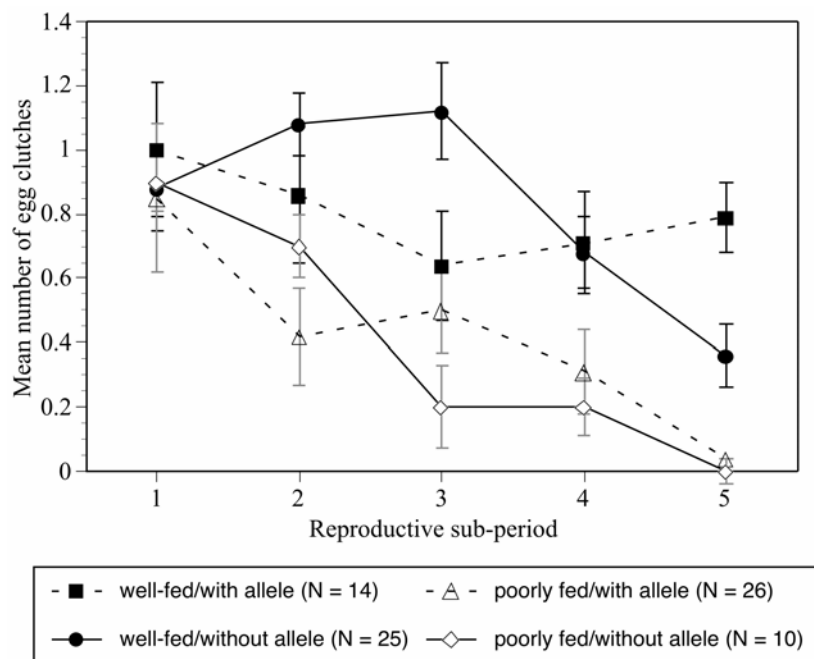 1.4
1.2
1
0.8
0.6
0.4
0.2
0
Mean number of egg clutches
1 2 3 4 5
Reproductive sub-period
well-fed/with allele (N = 14) poorly fed/with allele (N = 26)
well-fed/without allele (N = 25) poorly fed/without allele (N = 10)